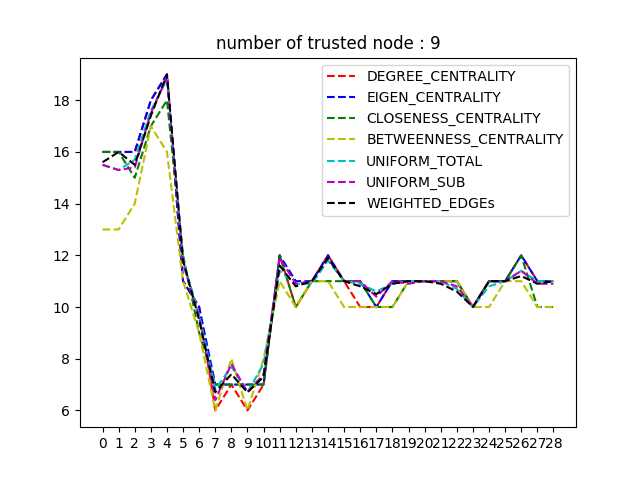 number of trusted node : 9
DEGREE_CENTRALITY
EIGEN_CENTRALITY
CLOSENESS_CENTRALITY
BETWEENNESS_CENTRALITY
UNIFORM_TOTAL
UNIFORM_SUB
WEIGHTED_EDGEs
18
16
14
12
10
8
6
0 1 2 3 4 5 6 7 8 9 10 11 12 13 14 15 16 17 18 19 20 21 22 23 24 25 26 27 28